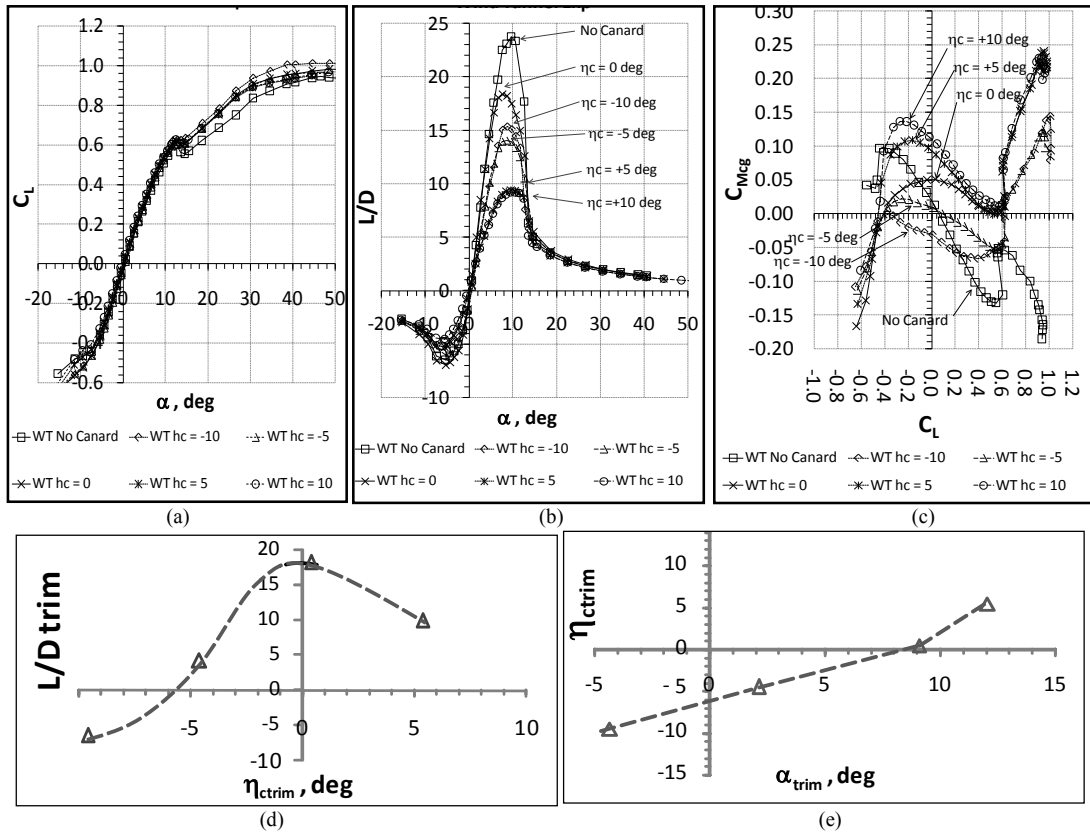 C_L
1.0
0.8
0.6
0.4
0.2
0.0
-20
-10
0
10
20
30
40
50
-0.2
-0.4
0.6
α , deg
WT No Canard
WT hc = -10
WT hc = -5
WT hc = 0
WT hc = 5
WT hc = 10
(a)
L/D
25
20
15
10
5
0
-20
-10
0
10
20
30
40
50
-5
-10
No Canard
ηc = 0 deg
ηc = -10 deg
ηc = -5 deg
ηc = +5 deg
ηc = +10 deg
α , deg
WT No Canard
WT hc = -10
WT hc = -5
WT hc = 0
WT hc = 5
WT hc = 10
(b)
C_Mcg
0.30
0.25
0.20
0.15
0.10
0.05
0.00
-0.05
-0.10
-0.15
-0.20
ηc = +10 deg
ηc = +5 deg
ηc = 0 deg
ηc = -5 deg
ηc = -10 deg
No Canard
-1.0
-0.8
-0.6
-0.4
-0.2
0.0
0.2
0.4
0.6
0.8
1.0
1.2
C_L
WT No Canard
WT hc = -10
WT hc = -5
WT hc = 0
WT hc = 5
WT hc = 10
(c)
L/D trim
20
15
10
5
-5
0
5
10
-5
-10
η_ctrim, deg
(d)
η_ctrim
10
5
0
-5
0
5
10
15
-5
-10
-15
α_trim , deg
(e)